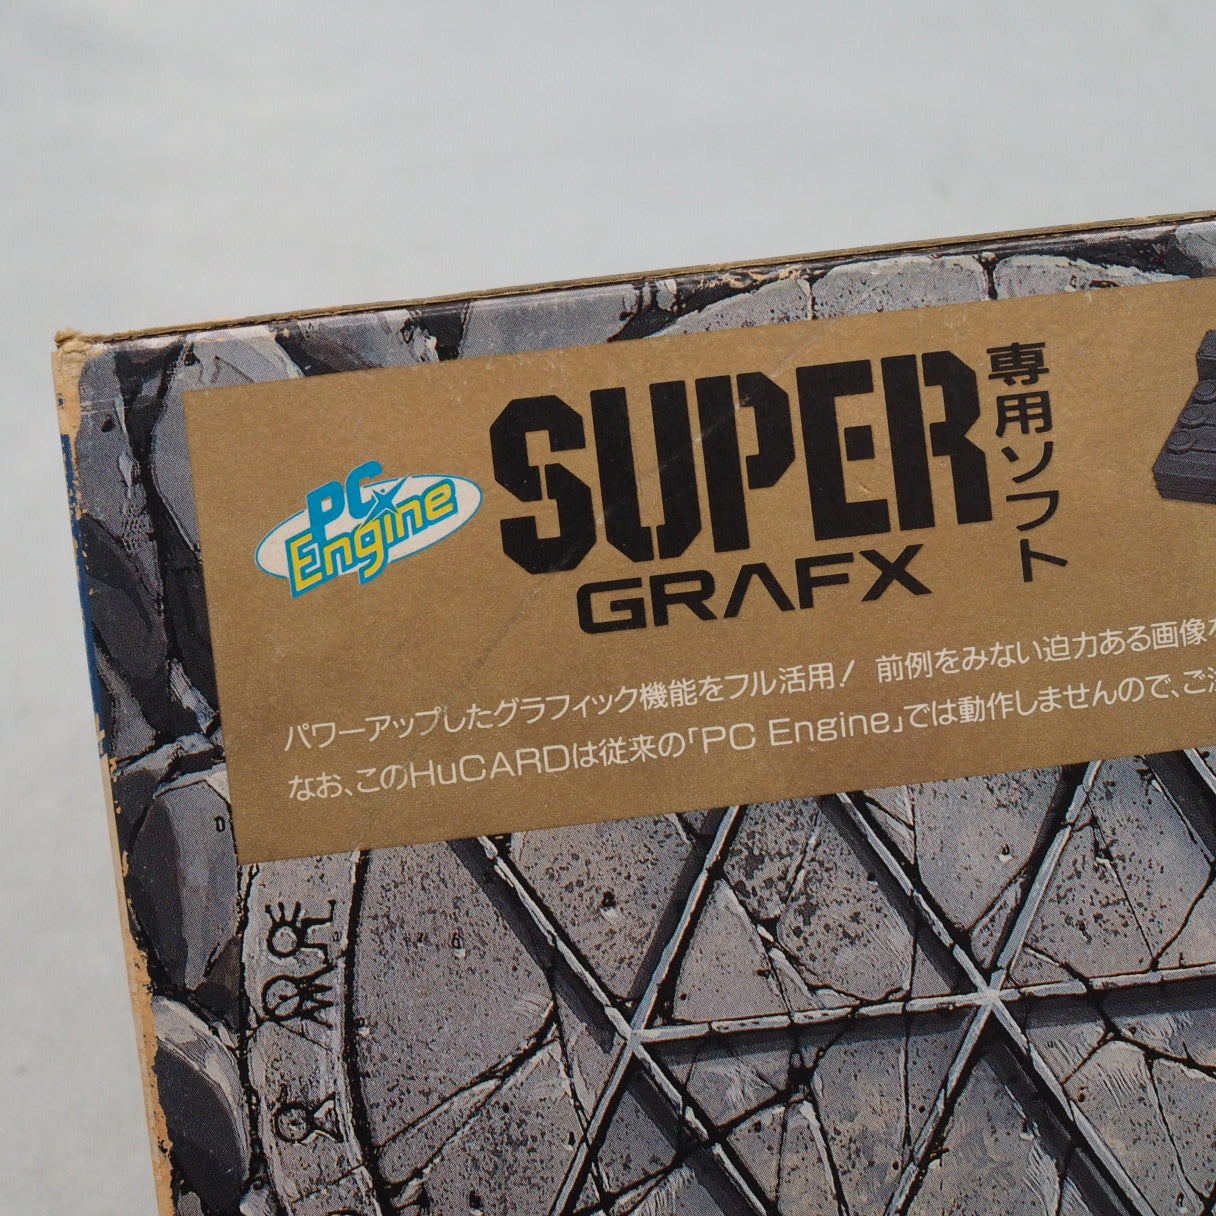 PC Engine
SUPER GRAFX
専用ソフト
パワーアップしたグラフィック機能をフル活用! 前例をみない迫力ある画像
なお、このHuCARDは従来の「PC Engine」では動作しませんので、ご